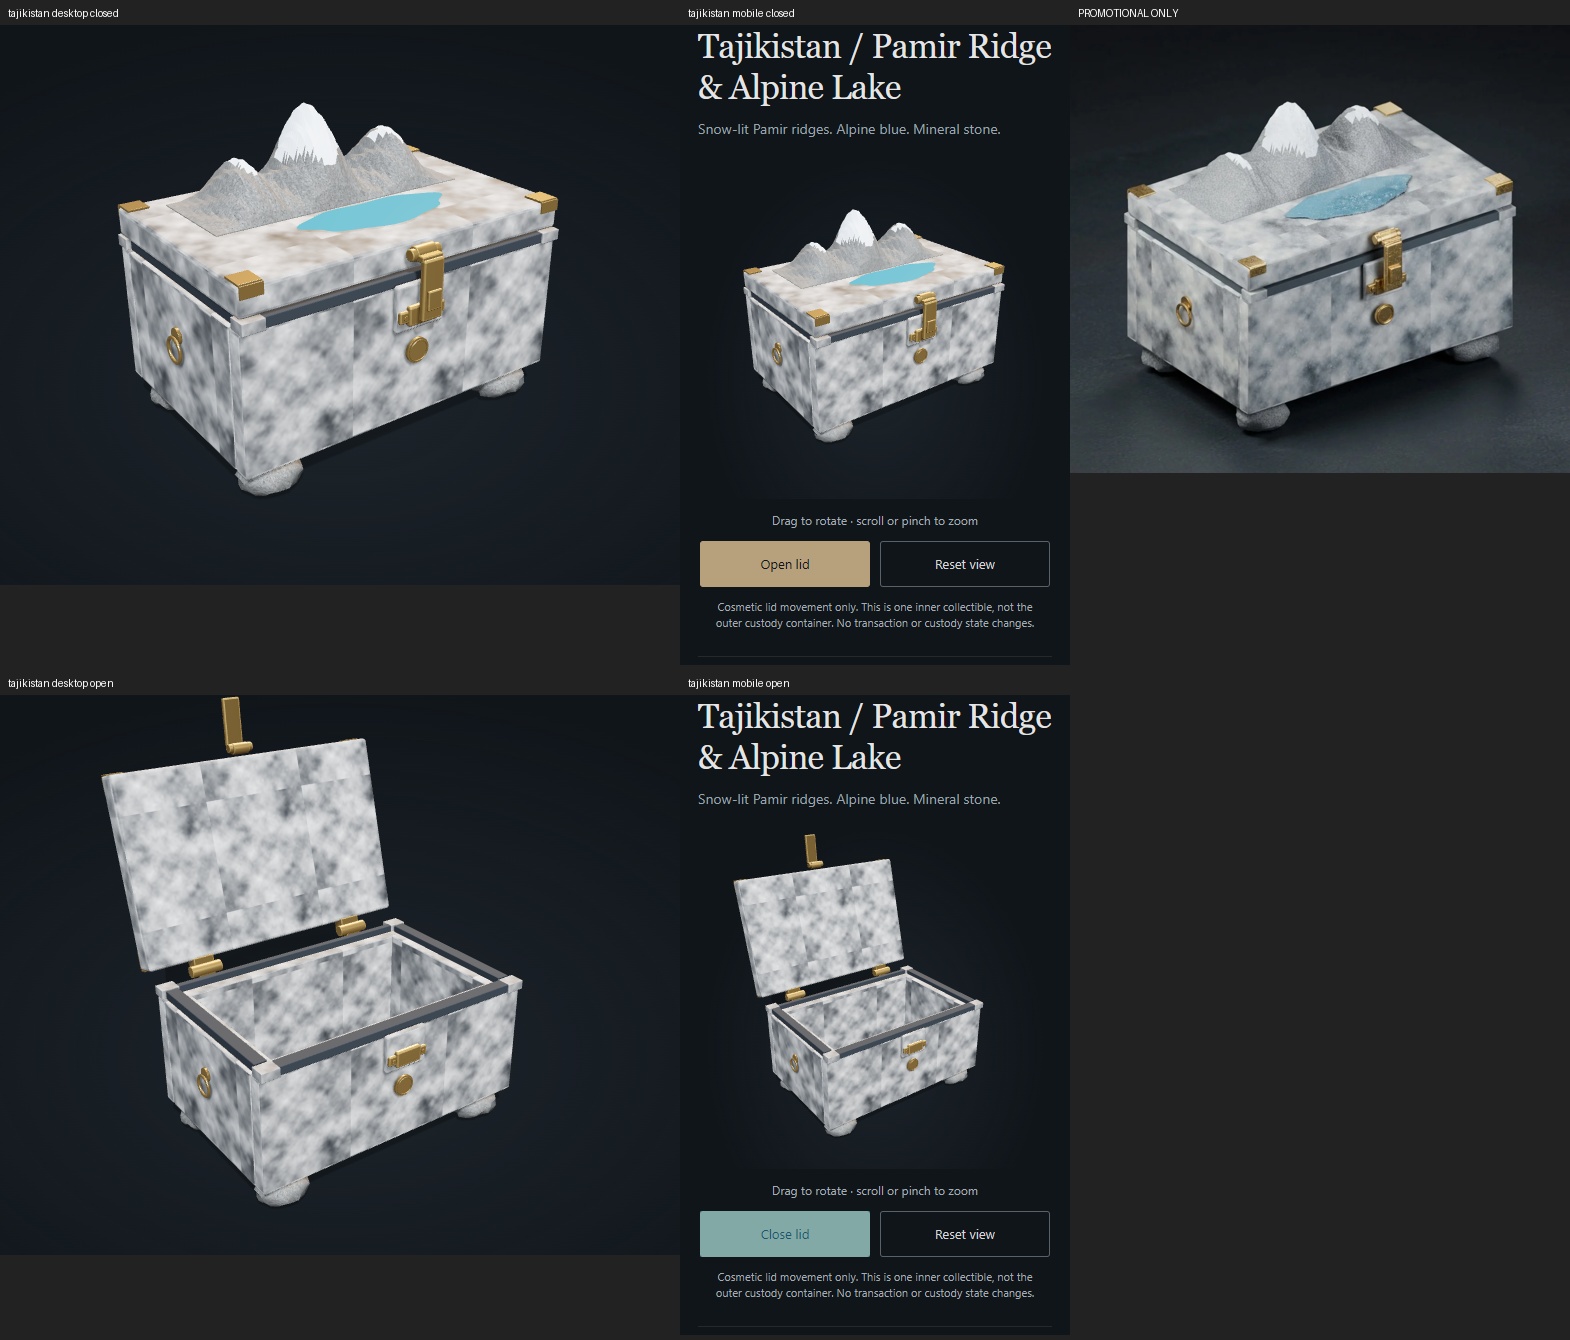 tajikistan desktop closed
tajikistan mobile closed
PROMOTIONAL ONLY
Tajikistan / Pamir Ridge
& Alpine Lake
Snow-lit Pamir ridges. Alpine blue. Mineral stone.
Drag to rotate · scroll or pinch to zoom
Open lid
Reset view
Cosmetic lid movement only. This is one inner collectible, not the
outer custody container. No transaction or custody state changes.
tajikistan desktop open
tajikistan mobile open
Tajikistan / Pamir Ridge
& Alpine Lake
Snow-lit Pamir ridges. Alpine blue. Mineral stone.
Drag to rotate · scroll or pinch to zoom
Close lid
Reset view
Cosmetic lid movement only. This is one inner collectible, not the
outer custody container. No transaction or custody state changes.